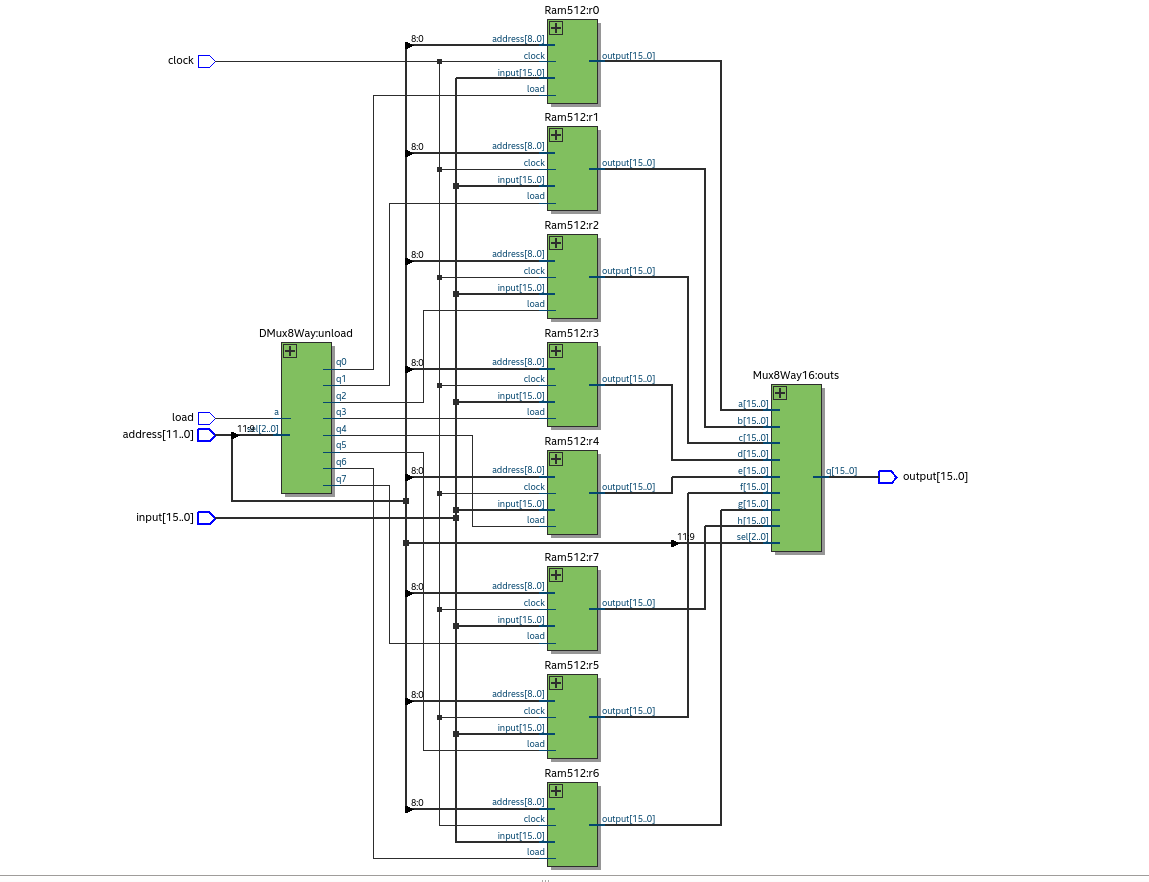 Ram512:r0
8:0
address[8..0]
clock
clock
output[15..0]
input[15..0]
load
Ram512:r1
8:0
address[8..0]
clock
output[15..0]
input[15..0]
load
Ram512:r2
8:0
address[8..0]
clock
output[15..0]
input[15..0]
load
DMux8Way:unload
Ram512:r3
q0
8:0
address[8..0]
q1
clock
output[15..0]
q2
input[15..0]
load
a
q3
load
address[11..0]
11:9
sel[2..0]
q4
q5
q6
q7
input[15..0]
Ram512:r4
8:0
address[8..0]
clock
output[15..0]
input[15..0]
load
Mux8Way16:outs
a[15..0]
b[15..0]
c[15..0]
d[15..0]
e[15..0]
q[15..0]
output[15..0]
f[15..0]
g[15..0]
h[15..0]
11:9
sel[2..0]
Ram512:r7
8:0
address[8..0]
clock
output[15..0]
input[15..0]
load
Ram512:r5
8:0
address[8..0]
clock
output[15..0]
input[15..0]
load
Ram512:r6
8:0
address[8..0]
clock
output[15..0]
input[15..0]
load